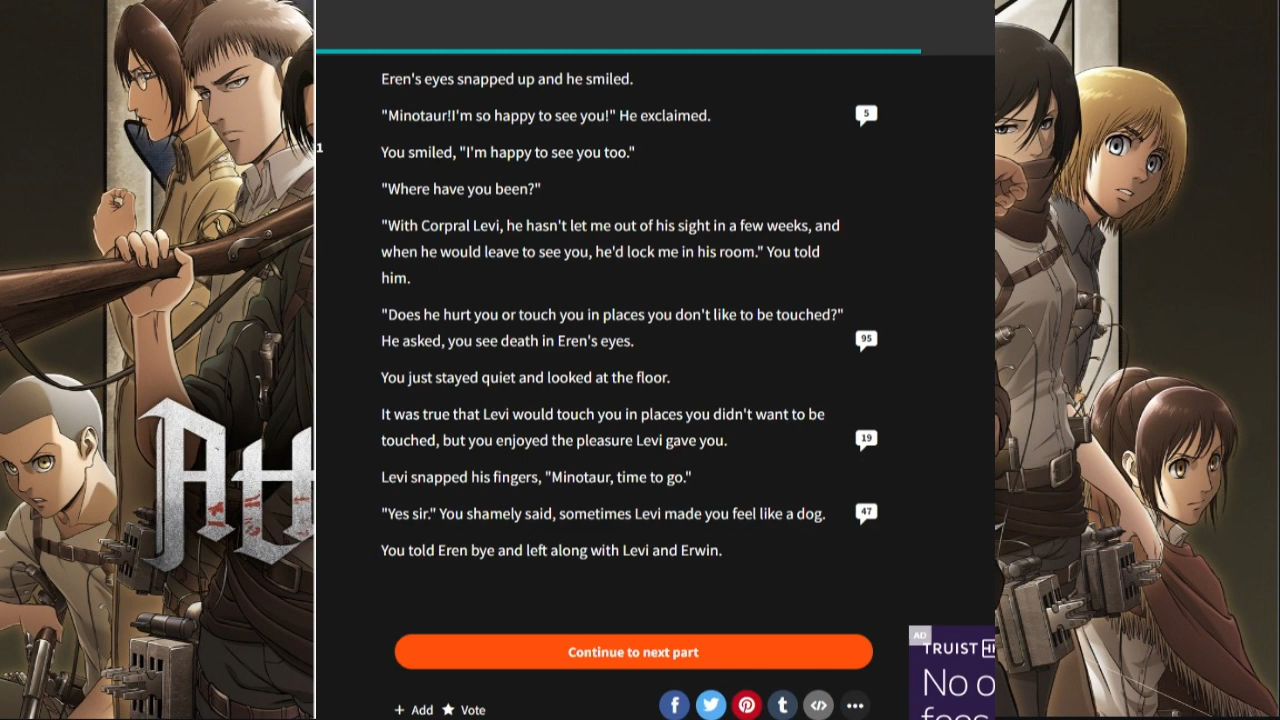 Eren's eyes snapped up and he smiled.
"Minotaur!I'm so happy to see you!" He exclaimed.
5
1
You smiled, "I'm happy to see you too."
"Where have you been?"
"With Corpral Levi, he hasn't let me out of his sight in a few weeks, and
when he would leave to see you, he'd lock me in his room." You told
him.
"Does he hurt you or touch you in places you don't like to be touched?"
He asked, you see death in Eren's eyes.
95
You just stayed quiet and looked at the floor.
It was true that Levi would touch you in places you didn't want to be
touched, but you enjoyed the pleasure Levi gave you.
19
Levi snapped his fingers, "Minotaur, time to go."
"Yes sir." You shamely said, sometimes Levi made you feel like a dog.
47
You told Eren bye and left along with Levi and Erwin.
Att
Continue to next part
AD
TRUIST
No o
fees
+ Add ★ Vote
f t </> •••